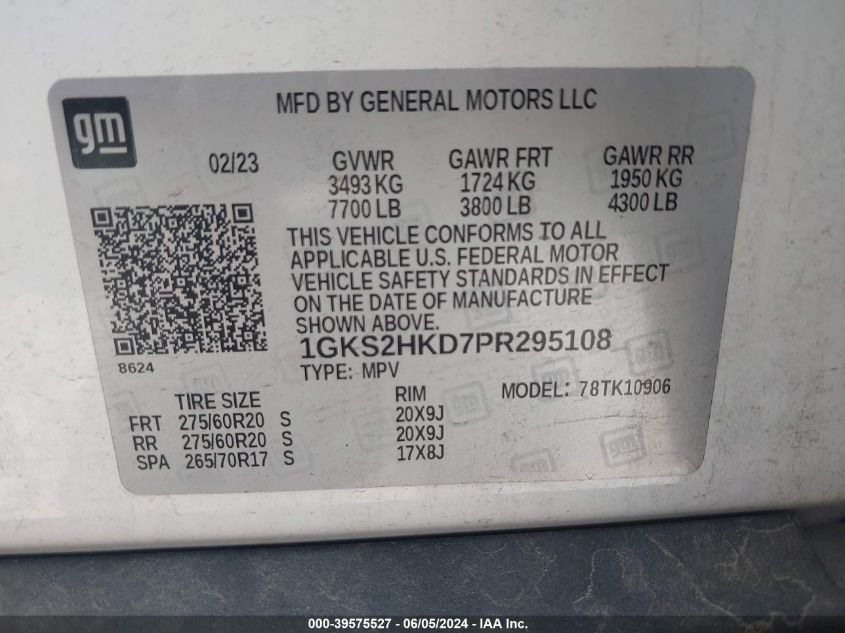 gm
MFD BY GENERAL MOTORS LLC
02/23 GVWR GAWR FRT GAWR RR
3493 KG 1724 KG 1950 KG
7700 LB 3800 LB 4300 LB
THIS VEHICLE CONFORMS TO ALL
APPLICABLE U.S. FEDERAL MOTOR
VEHICLE SAFETY STANDARDS IN EFFECT
ON THE DATE OF MANUFACTURE
SHOWN ABOVE.
1GKS2HKD7PR295108
8624
TYPE: MPV MODEL: 78TK10906
TIRE SIZE RIM
FRT 275/60R20 S 20X9J
RR 275/60R20 S 20X9J
SPA 265/70R17 S 17X8J
000-39575527 - 06/05/2024 - IAA Inc.